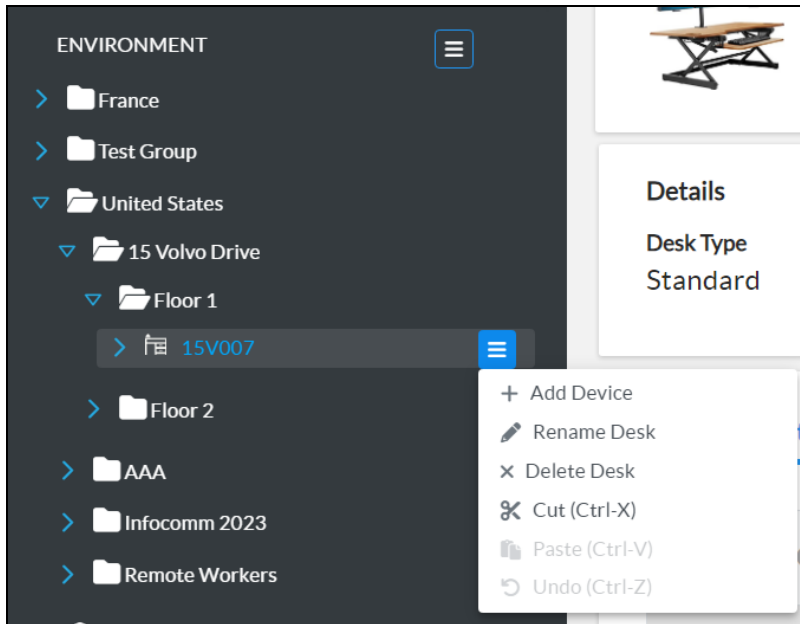 ENVIRONMENT
France
Test Group
United States
15 Volvo Drive
Floor 1
15V007
Floor 2
AAA
Infocomm 2023
Remote Workers
Add Device
Rename Desk
Delete Desk
Cut (Ctrl-X)
Paste (Ctrl-V)
Undo (Ctrl-Z)
Details
Desk Type
Standard